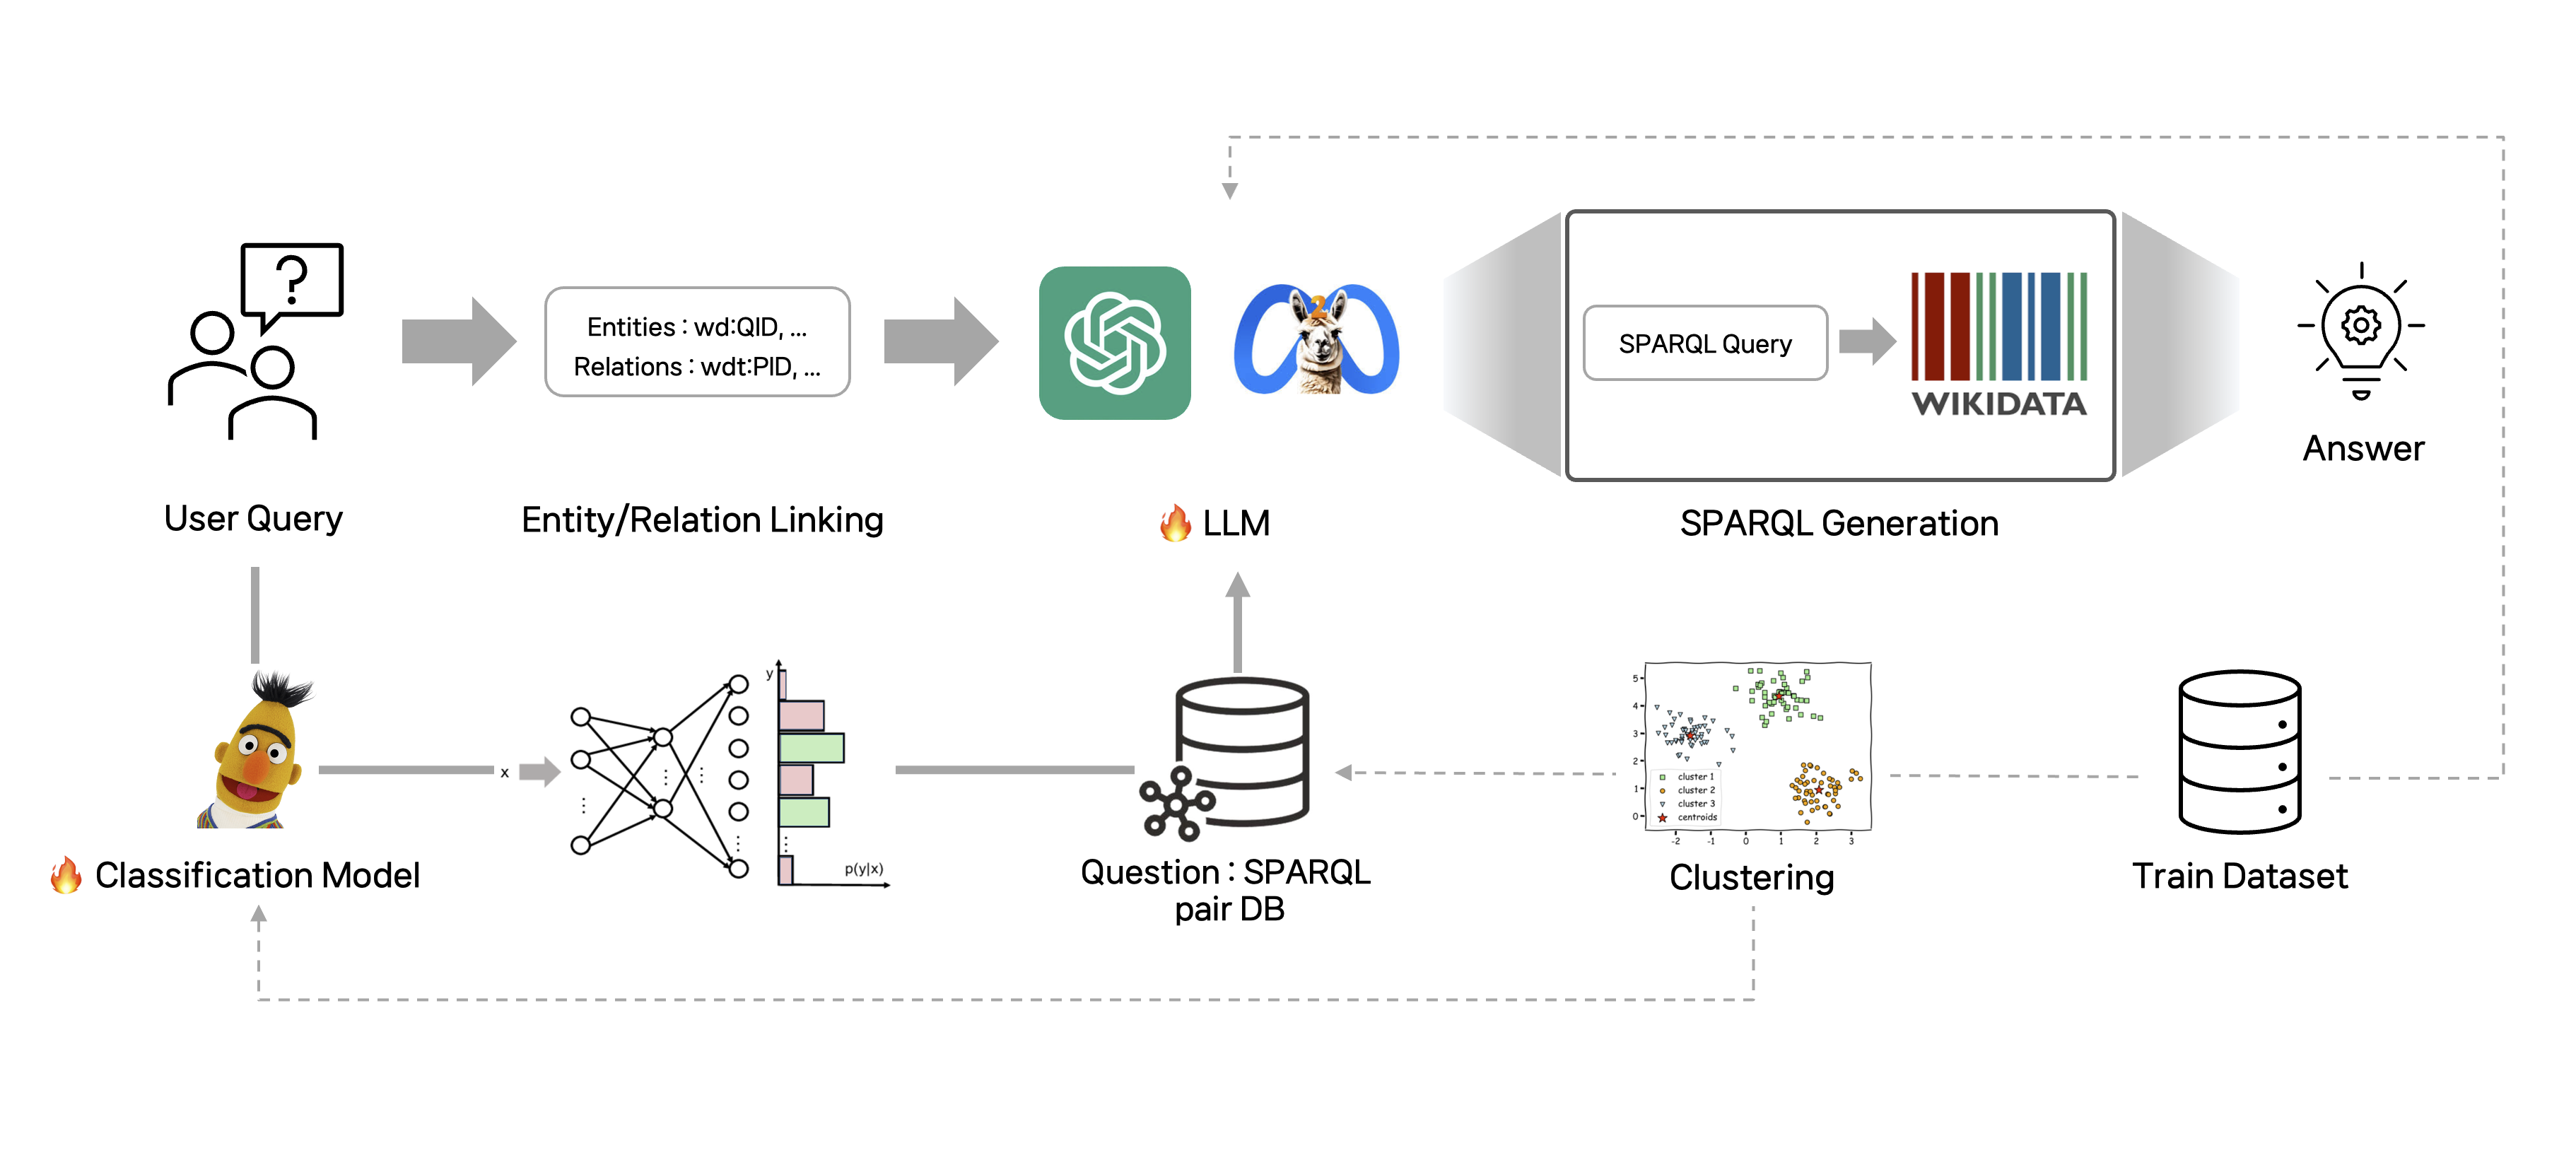 ?
Entities : wd:QID, ...
Relations : wdt:PID, ...
2
SPARQL Query
WIKIDATA
Answer
User Query
Entity/Relation Linking
🔥 LLM
SPARQL Generation
x
y
p(y|x)
5
4
3
2
1
0
-2
-1
0
1
2
3
cluster 1
cluster 2
cluster 3
centroids
🔥 Classification Model
Question : SPARQL
pair DB
Clustering
Train Dataset